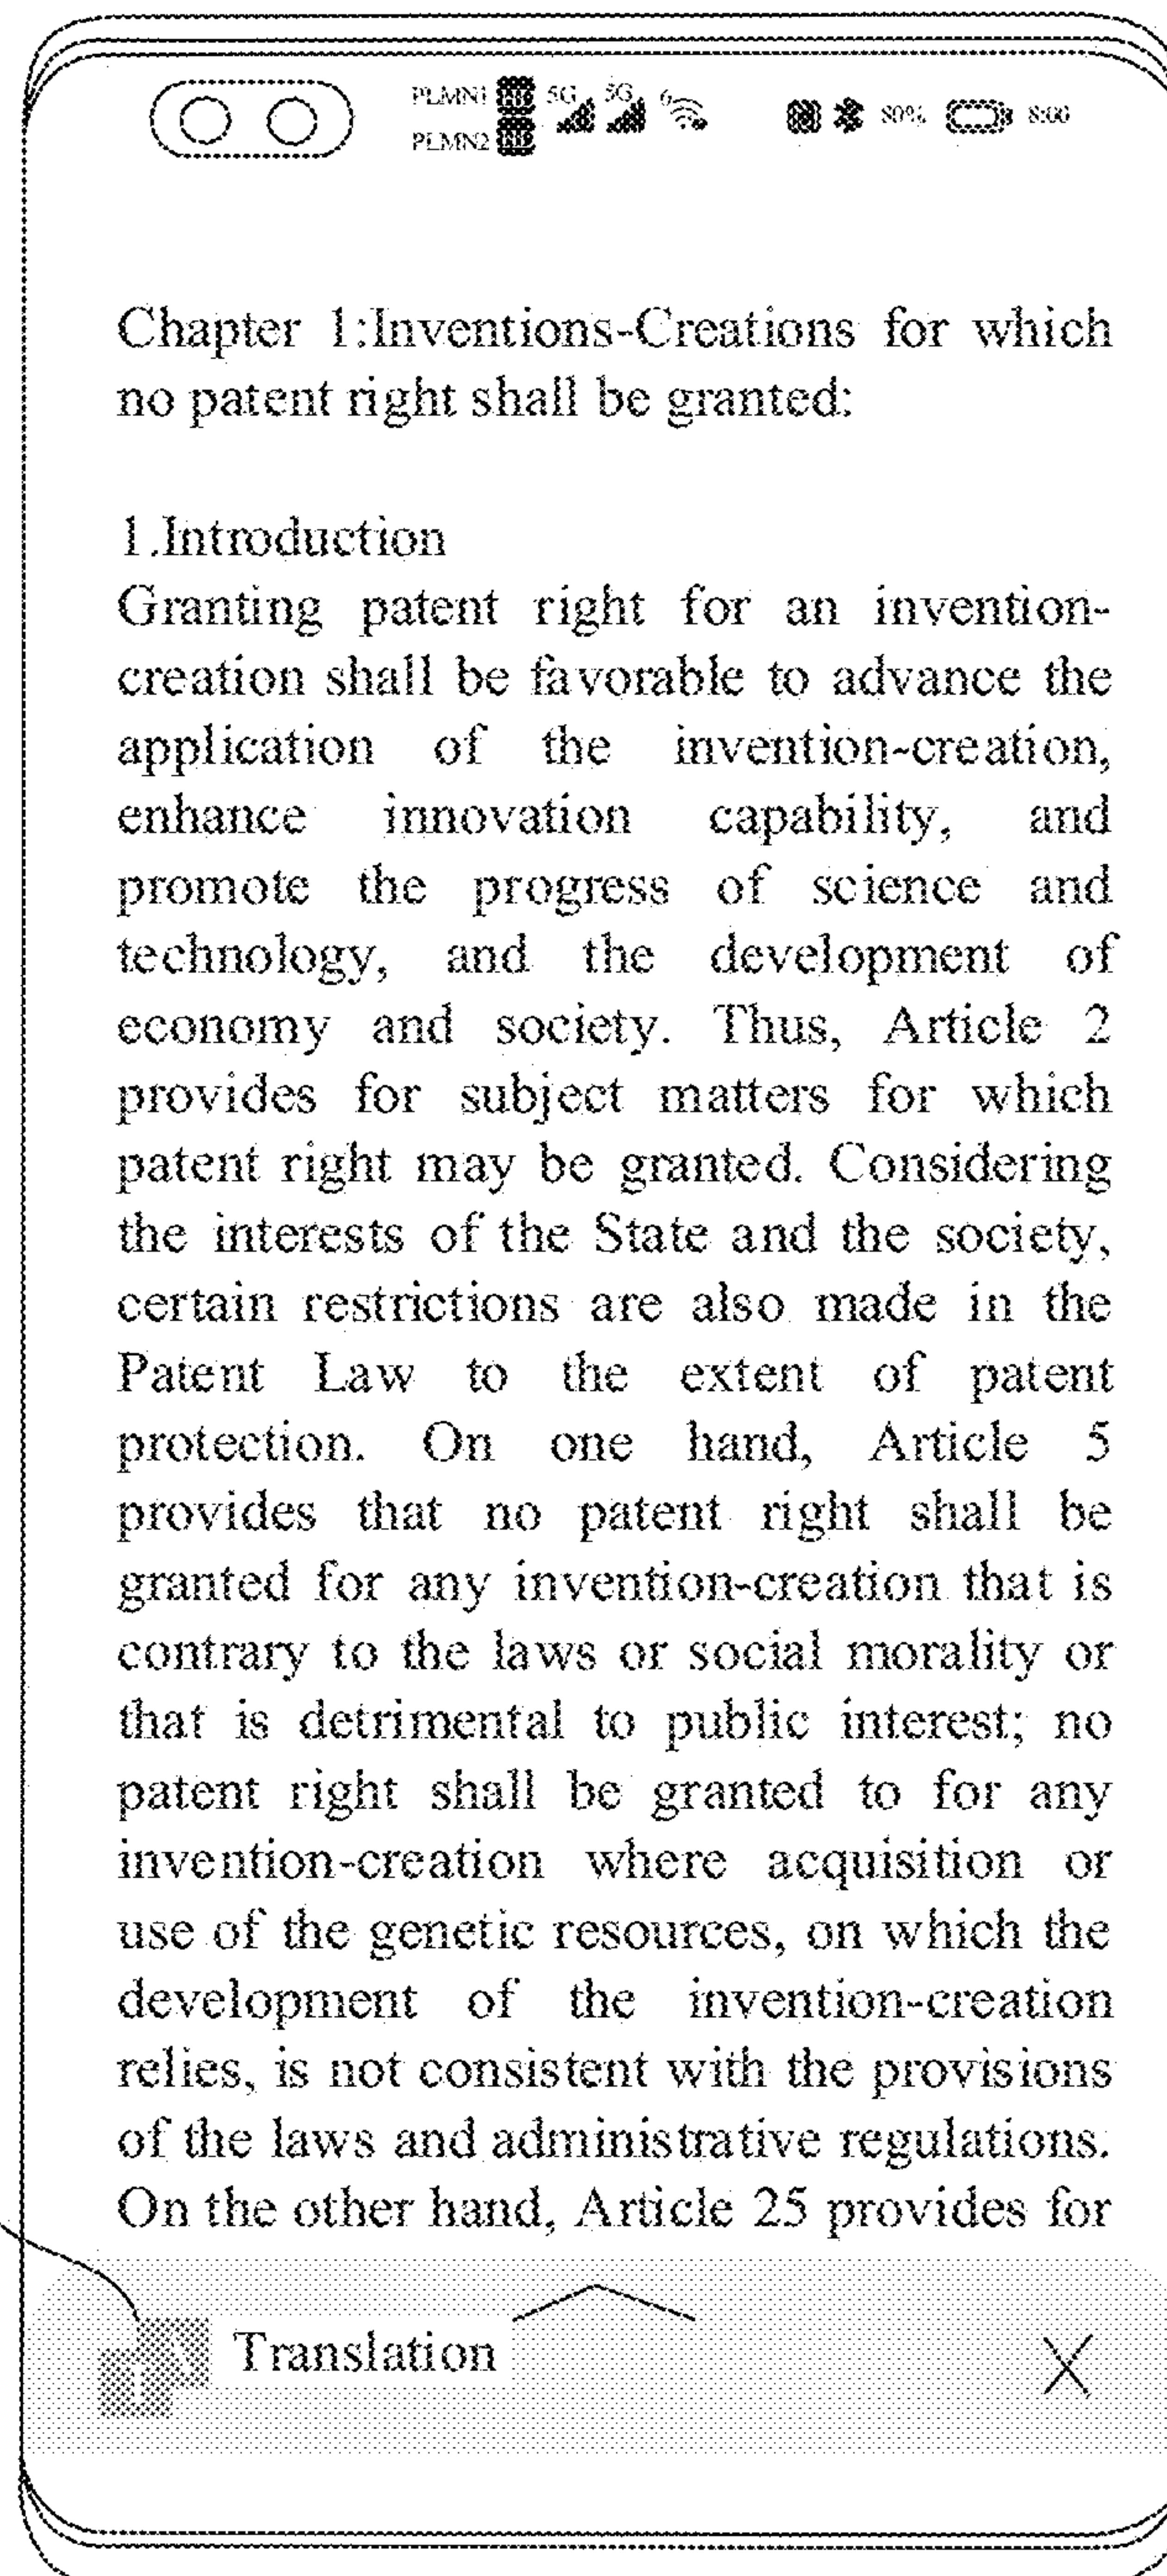 PLMN1 5G 5G 6 80% 8:00
PLMN2
Chapter 1:Inventions-Creations for which
no patent right shall be granted:
1.Introduction
Granting patent right for an invention-
creation shall be favorable to advance the
application of the invention-creation,
enhance innovation capability, and
promote the progress of science and
technology, and the development of
economy and society. Thus, Article 2
provides for subject matters for which
patent right may be granted. Considering
the interests of the State and the society,
certain restrictions are also made in the
Patent Law to the extent of patent
protection. On one hand, Article 5
provides that no patent right shall be
granted for any invention-creation that is
contrary to the laws or social morality or
that is detrimental to public interest; no
patent right shall be granted to for any
invention-creation where acquisition or
use of the genetic resources, on which the
development of the invention-creation
relies, is not consistent with the provisions
of the laws and administrative regulations.
On the other hand, Article 25 provides for
Translation